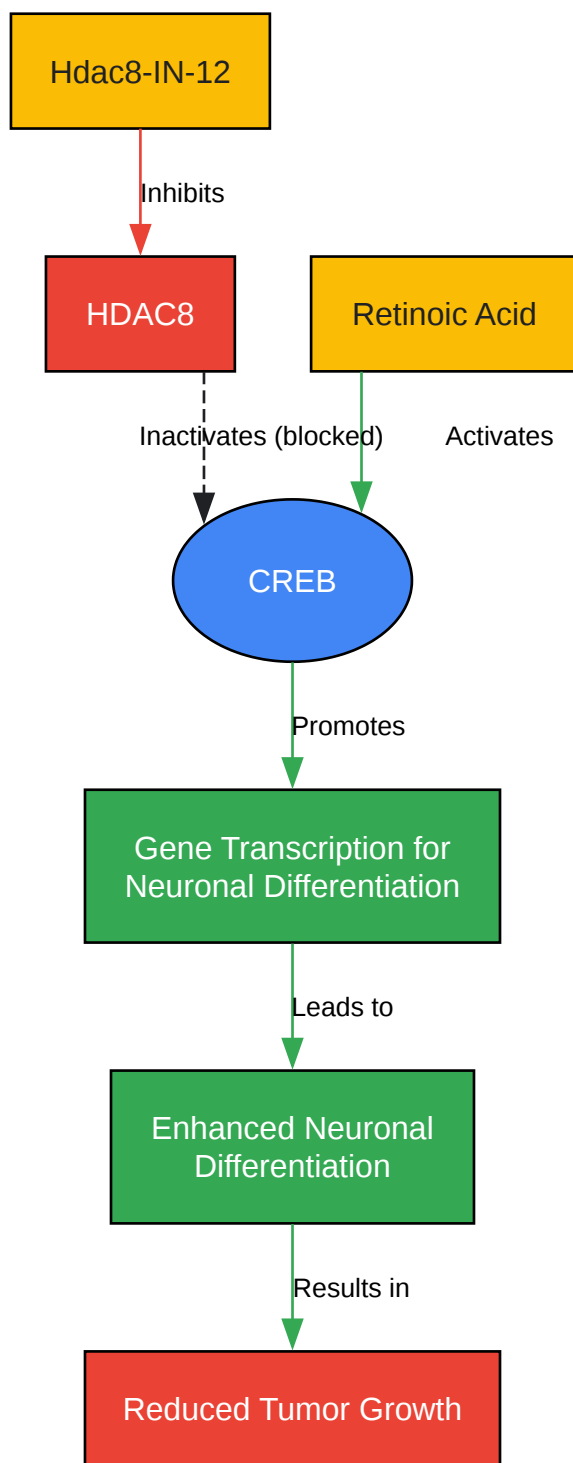 Hdac8-IN-12
Inhibits
HDAC8
Retinoic Acid
Inactivates (blocked)
Activates
CREB
Promotes
Gene Transcription for
Neuronal Differentiation
Leads to
Enhanced Neuronal
Differentiation
Results in
Reduced Tumor Growth